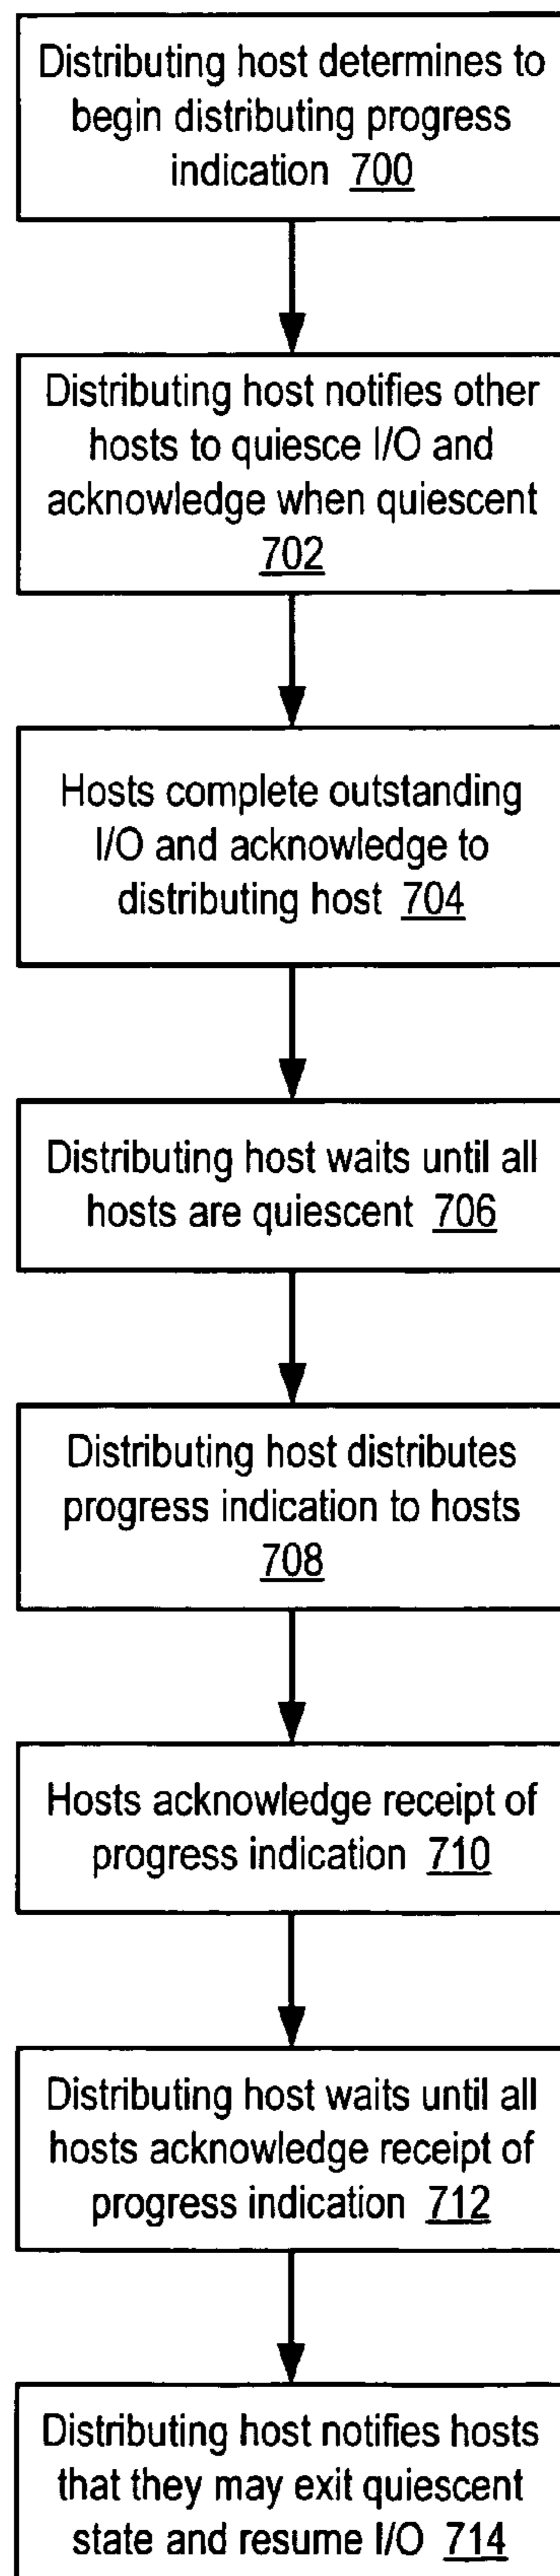 Distributing host determines to
begin distributing progress
indication 700
Distributing host notifies other
hosts to quiesce I/O and
acknowledge when quiescent
702
Hosts complete outstanding
I/O and acknowledge to
distributing host 704
Distributing host waits until all
hosts are quiescent 706
Distributing host distributes
progress indication to hosts
708
Hosts acknowledge receipt of
progress indication 710
Distributing host waits until all
hosts acknowledge receipt of
progress indication 712
Distributing host notifies hosts
that they may exit quiescent
state and resume I/O 714